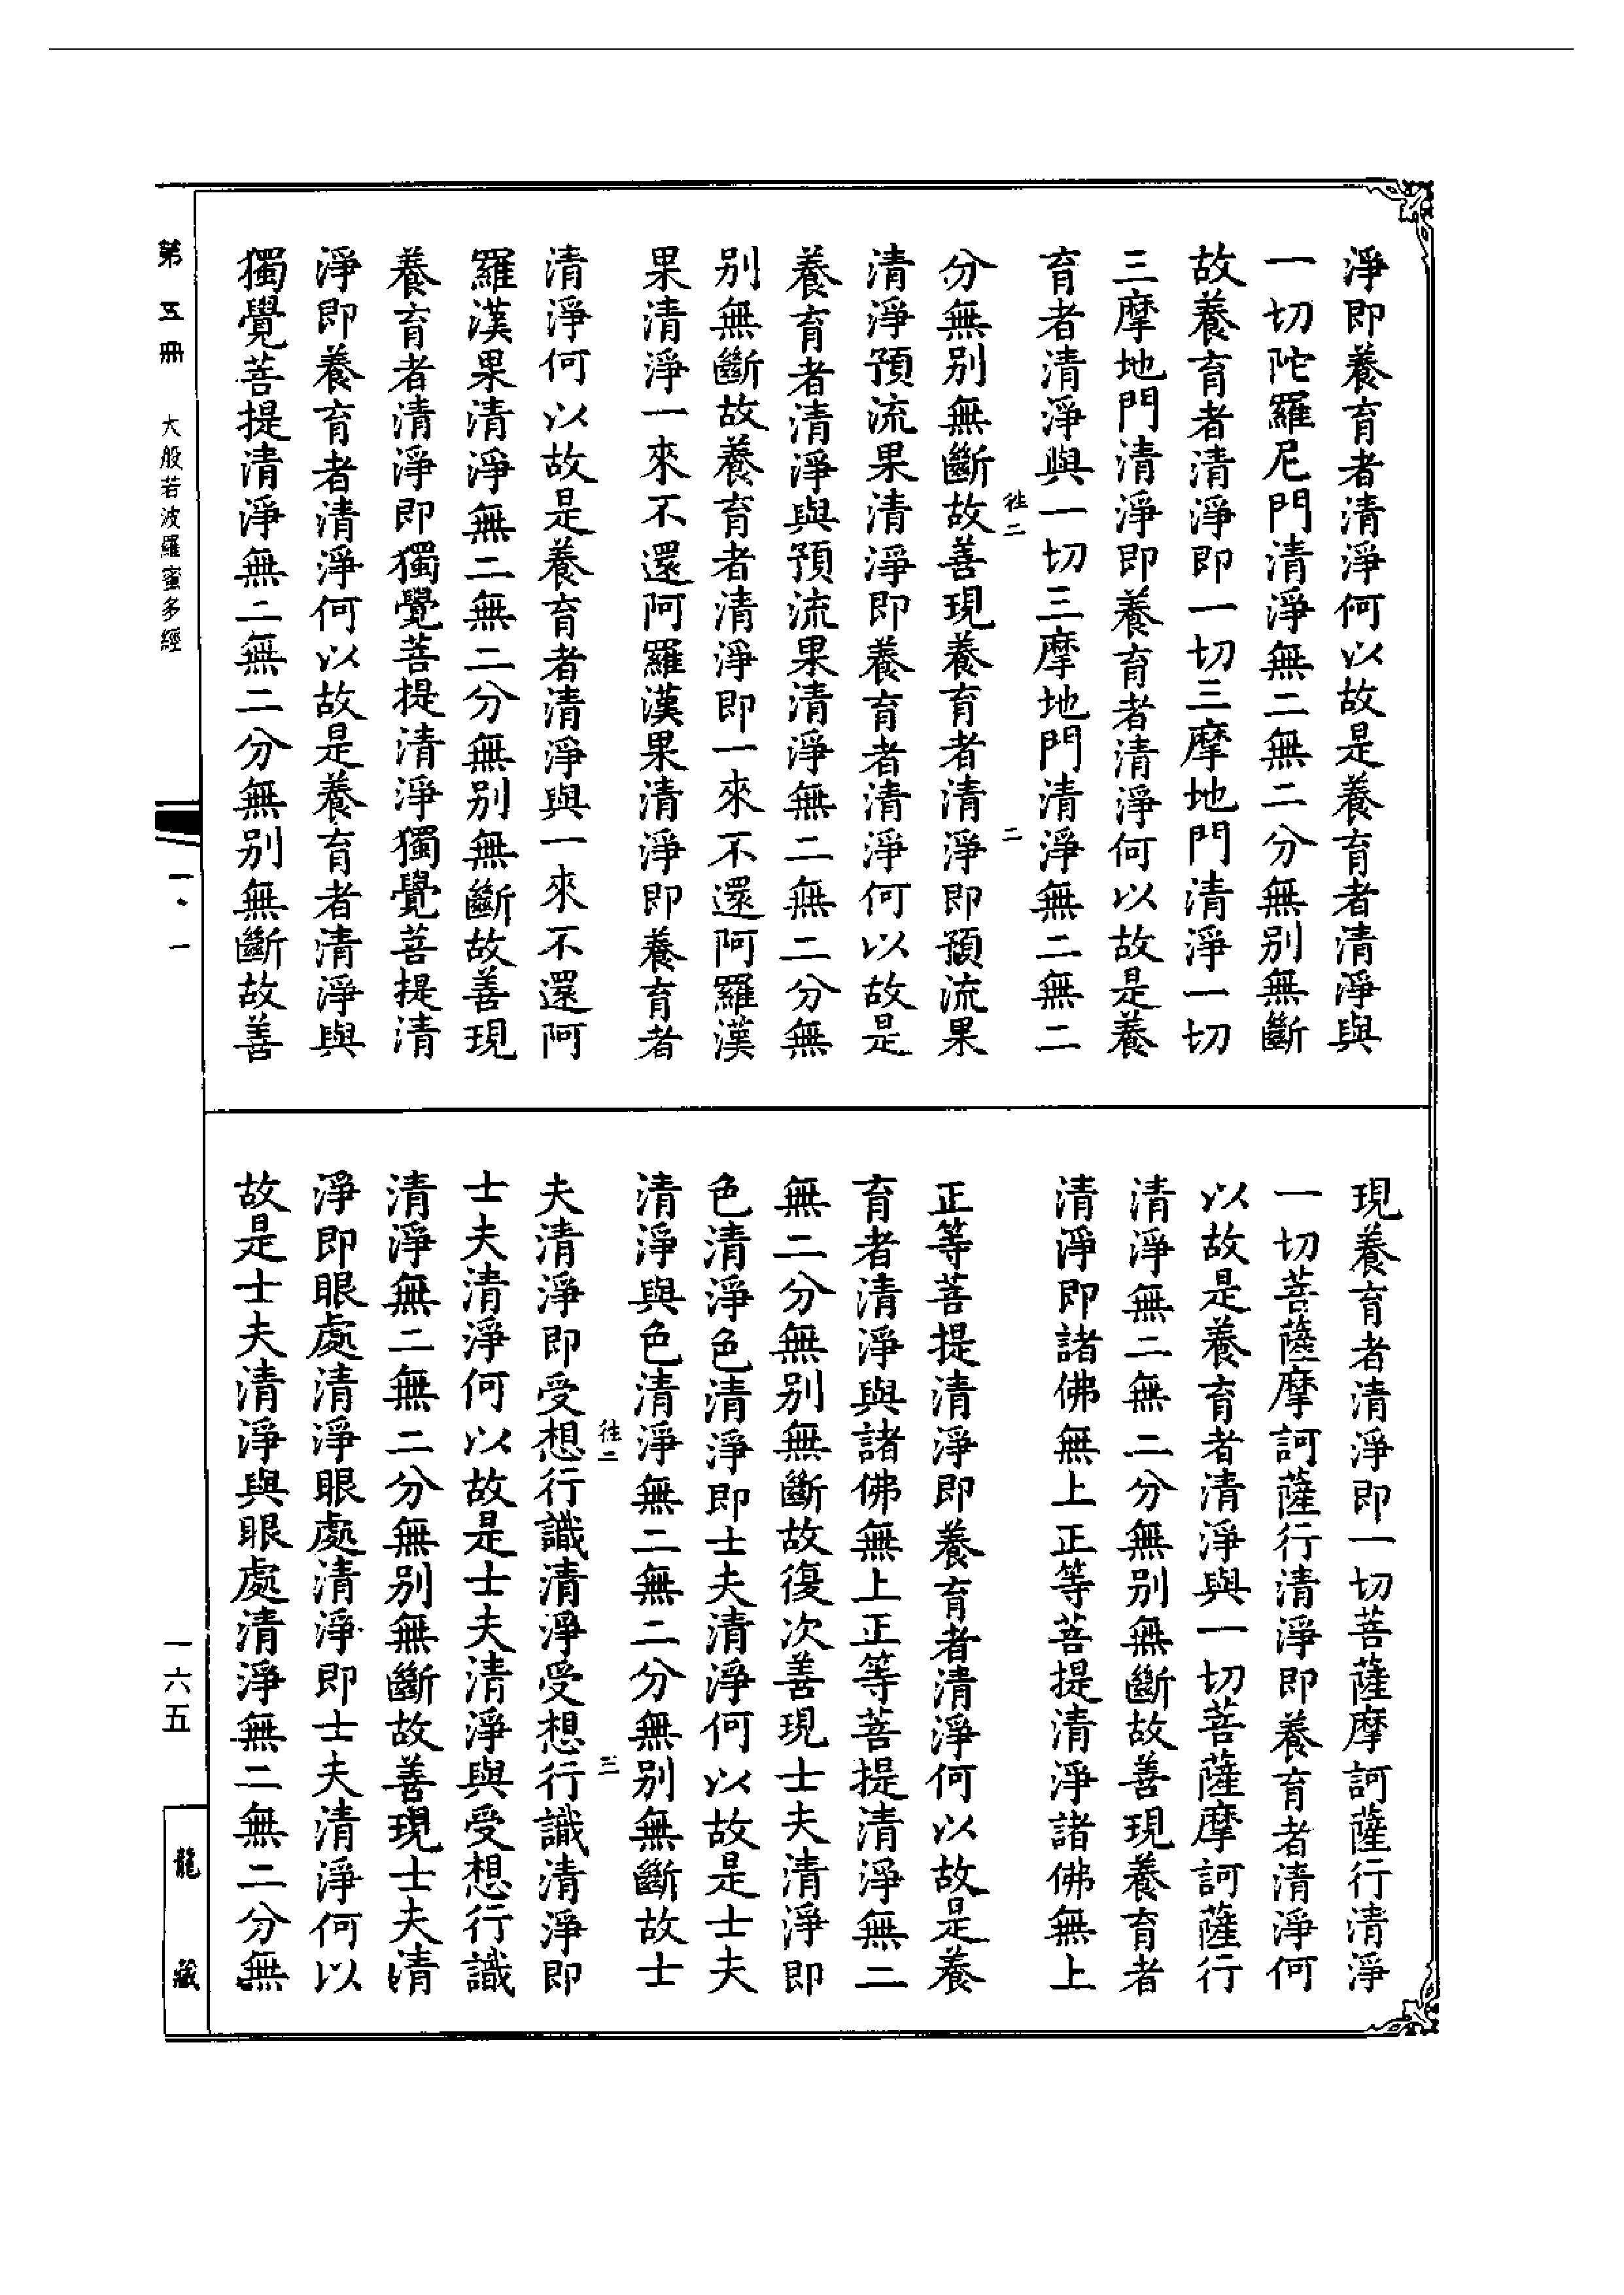 淨即養育者清淨何以故是養育者清淨與
一切陀羅尼門清淨無二無二分無別無斷
故養育者清淨即一切三摩地門清淨一切
三摩地門清淨即養育者清淨何以故是養
育者清淨與一切三摩地門清淨無二無二
徃二 二
分無別無斷故善現養育者清淨即預流果
清淨預流果清淨即養育者清淨何以故是
養育者清淨與預流果清淨無二無二分無
別無斷故養育者清淨即一來不還阿羅漢
果清淨一來不還阿羅漢果清淨即養育者
清淨何以故是養育者清淨與一來不還阿
羅漢果清淨無二無二分無別無斷故善現
養育者清淨即獨覺菩提清淨獨覺菩提清
淨即養育者清淨何以故是養育者清淨與
獨覺菩提清淨無二無二分無別無斷故善
現養育者清淨即一切菩薩摩訶薩行清淨
一切菩薩摩訶薩行清淨即養育者清淨何
以故是養育者清淨與一切菩薩摩訶薩行
清淨無二無二分無別無斷故善現養育者
清淨即諸佛無上正等菩提清淨諸佛無上
正等菩提清淨即養育者清淨何以故是養
育者清淨與諸佛無上正等菩提清淨無二
無二分無別無斷故復次善現士夫清淨即
色清淨色清淨即士夫清淨何以故是士夫
清淨與色清淨無二無二分無別無斷故士
徃二 三
夫清淨即受想行識清淨受想行識清淨即
士夫清淨何以故是士夫清淨與受想行識
清淨無二無二分無別無斷故善現士夫清
淨即眼處清淨眼處清淨即士夫清淨何以
故是士夫清淨與眼處清淨無二無二分無
第五冊 大般若波羅蜜多經
一·一
一六五
龍藏